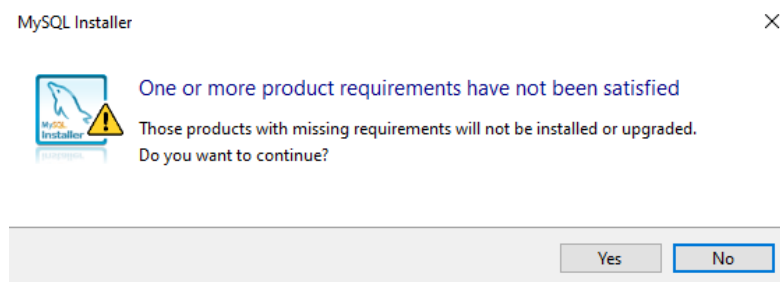 MySQL Installer
One or more product requirements have not been satisfied
MySQL
Installer
Those products with missing requirements will not be installed or upgraded.
Do you want to continue?
Yes
No